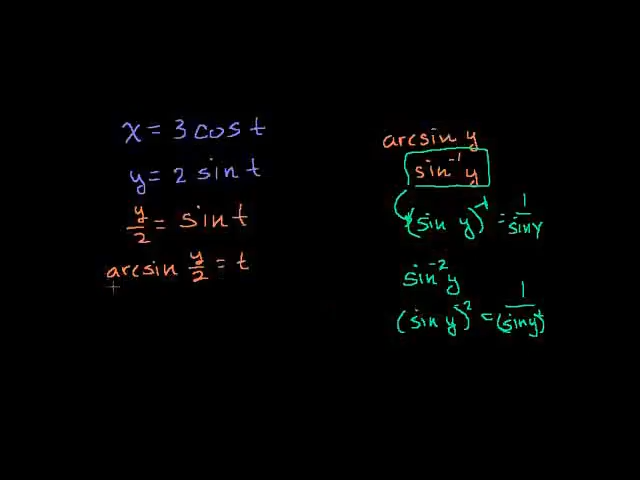 x = 3 cos t
y = 2 sin t
y/2 = sin t
arcsin y/2 = t
arcsin y
sin⁻¹ y
(sin y)⁻¹ = 1/sin y
sin⁻² y
(sin y)⁻² = 1/(sin y)²